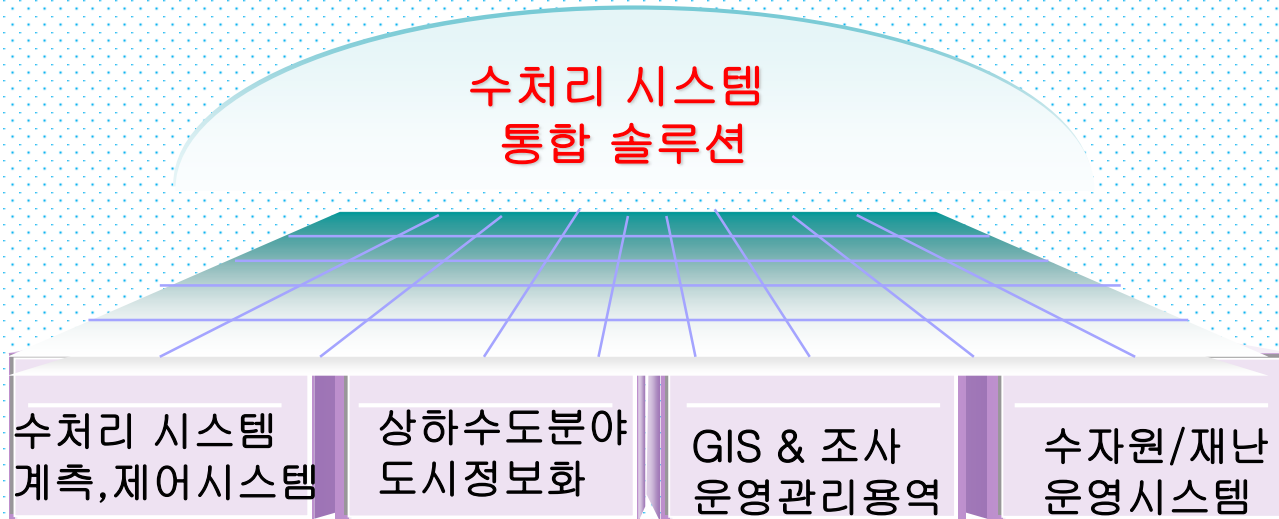 수처리 시스템
통합 솔루션
수처리 시스템
계측,제어시스템
상하수도분야
도시정보화
GIS & 조사
운영관리용역
수자원/재난
운영시스템